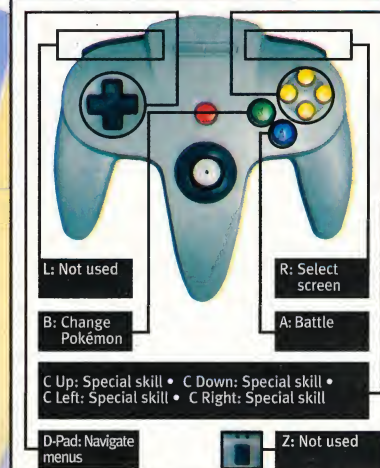 L: Not used
R: Select
screen
B: Change
Pokémon
A: Battle
C Up: Special skill • C Down: Special skill •
C Left: Special skill • C Right: Special skill
D-Pad: Navigate
menus
Z: Not used